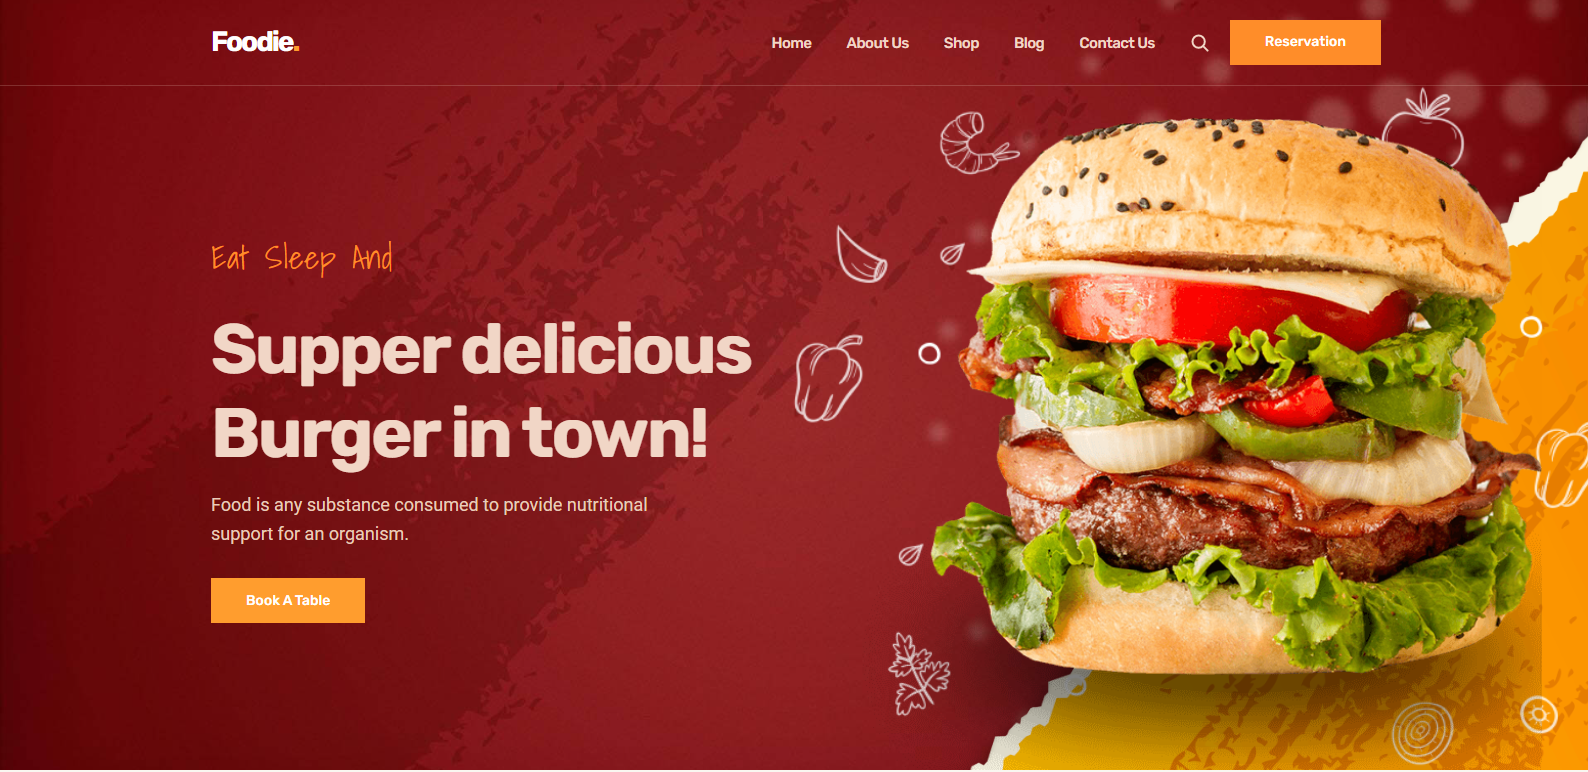 Foodie.
Home About Us Shop Blog Contact Us Reservation
Eat Sleep And
Supper delicious
Burger in town!
Food is any substance consumed to provide nutritional
support for an organism.
Book A Table